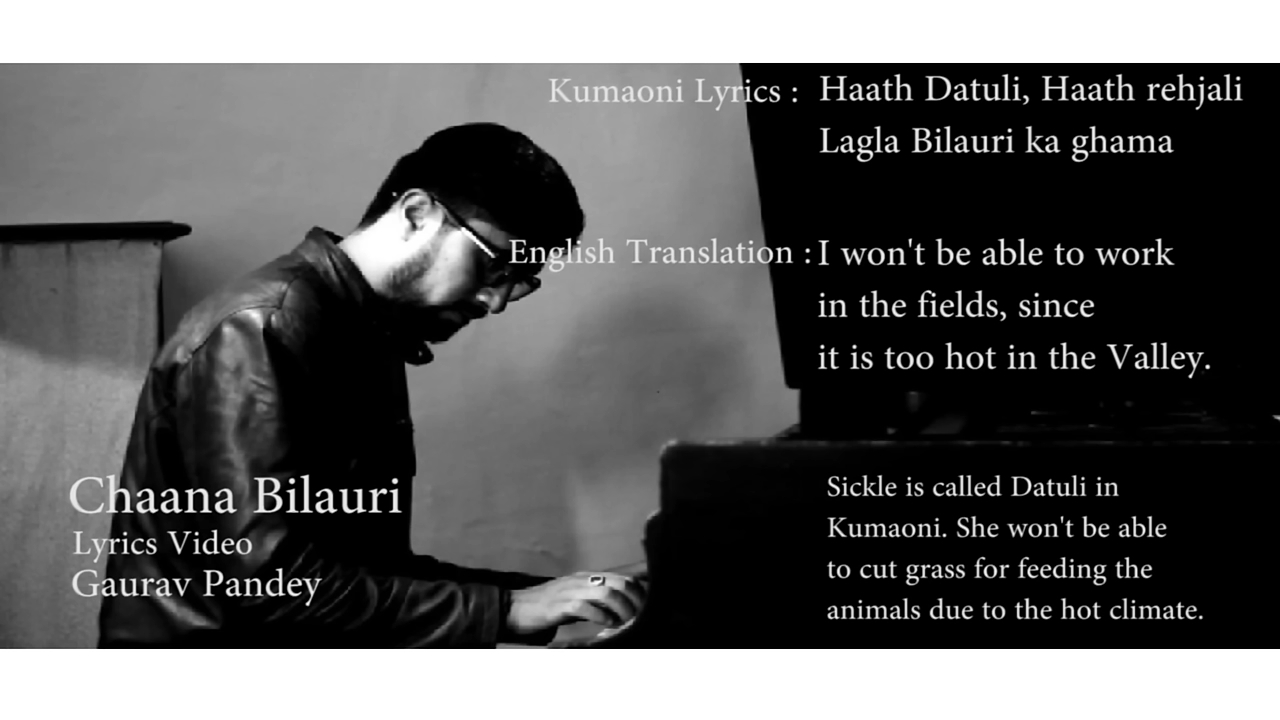 Kumaoni Lyrics : Haath Datuli, Haath rehjali
Lagla Bilauri ka ghama
English Translation : I won't be able to work
in the fields, since
it is too hot in the Valley.
Chaana Bilauri
Lyrics Video
Gaurav Pandey
Sickle is called Datuli in
Kumaoni. She won't be able
to cut grass for feeding the
animals due to the hot climate.